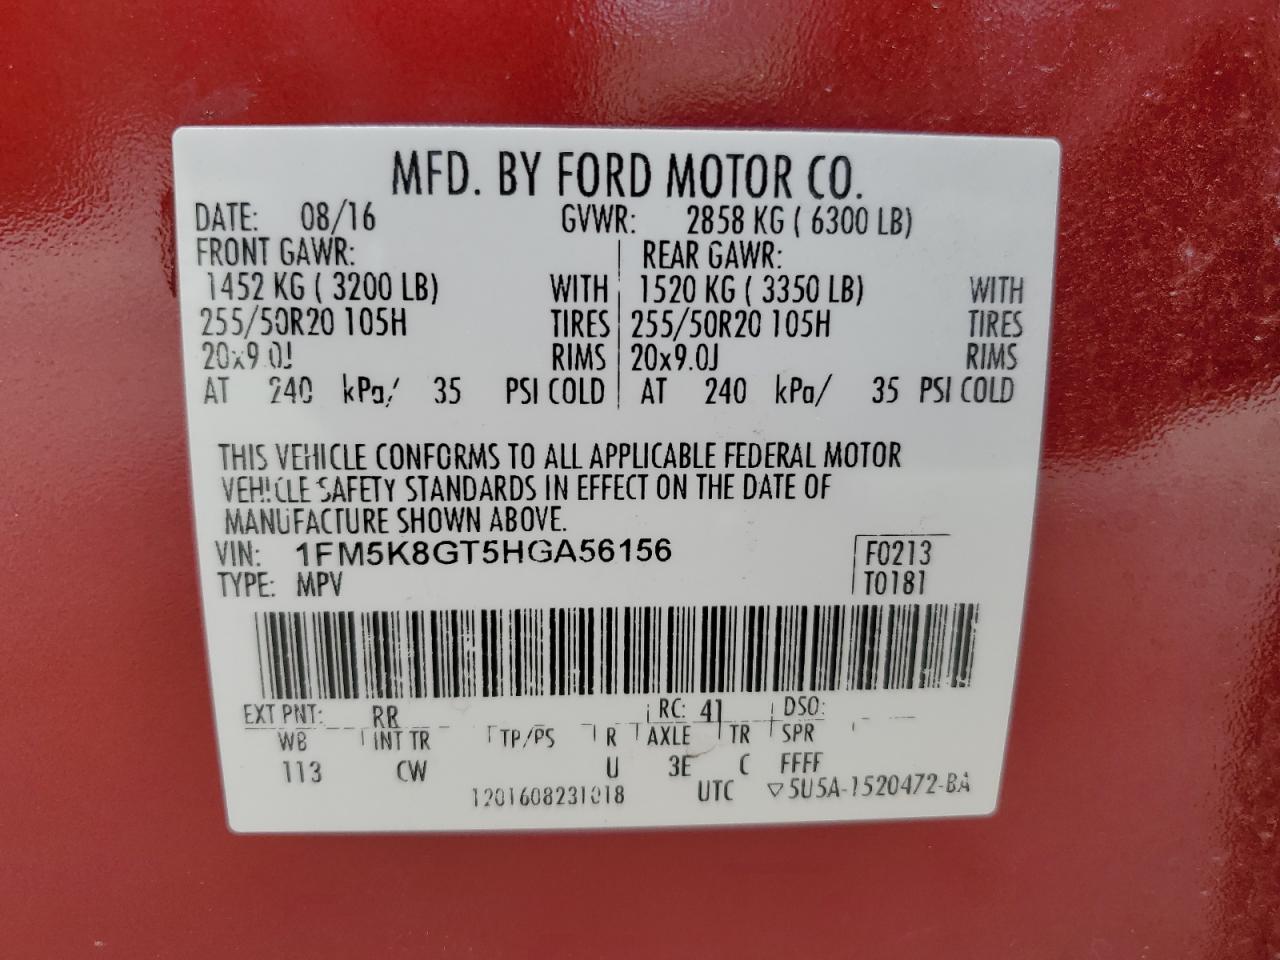 MFD. BY FORD MOTOR CO.
DATE: 08/16 GVWR: 2858 KG ( 6300 LB)
FRONT GAWR: REAR GAWR:
1452 KG ( 3200 LB) WITH 1520 KG ( 3350 LB) WITH
255/50R20 105H TIRES 255/50R20 105H TIRES
20x9.0J RIMS 20x9.0J RIMS
AT 240 kPa/ 35 PSI COLD AT 240 kPa/ 35 PSI COLD
THIS VEHICLE CONFORMS TO ALL APPLICABLE FEDERAL MOTOR
VEHICLE SAFETY STANDARDS IN EFFECT ON THE DATE OF
MANUFACTURE SHOWN ABOVE.
VIN: 1FM5K8GT5HGA56156 F0213
TYPE: MPV T0181
EXT PNT: RR RC: 41 DSO:
WB INT TR TP/PS R AXLE TR SPR
113 CW U 3E C FFFF
1201608231018 UTC ▽5U5A-1520472-BA